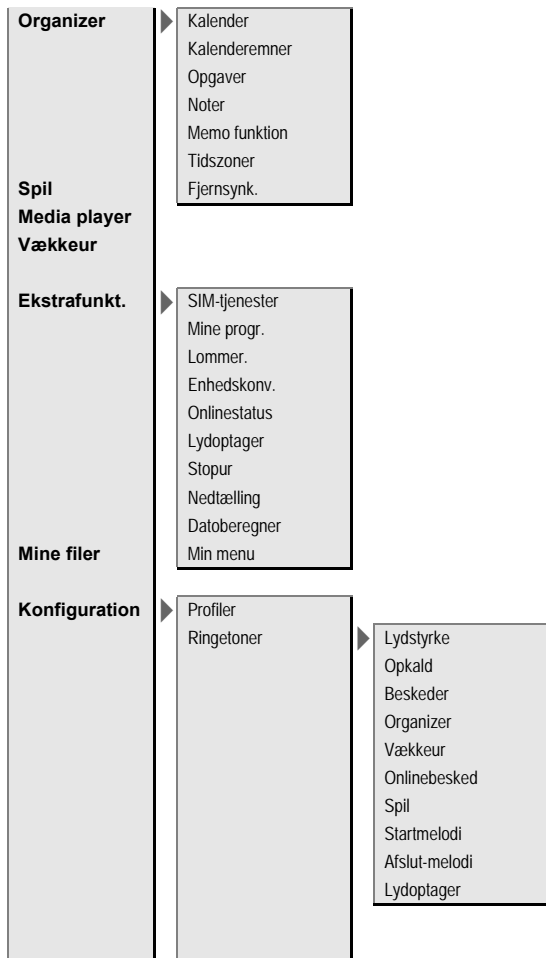 Organizer
Kalender
Kalenderemner
Opgaver
Noter
Memo funktion
Tidszoner
Fjernsynk.
Spil
Media player
Vækkeur
Ekstrafunkt.
SIM-tjenester
Mine progr.
Lommer.
Enhedskonv.
Onlinestatus
Lydoptager
Stopur
Nedtælling
Datoberegner
Min menu
Mine filer
Konfiguration
Profiler
Ringetoner
Lydstyrke
Opkald
Beskeder
Organizer
Vækkeur
Onlinebesked
Spil
Startmelodi
Afslut-melodi
Lydoptager